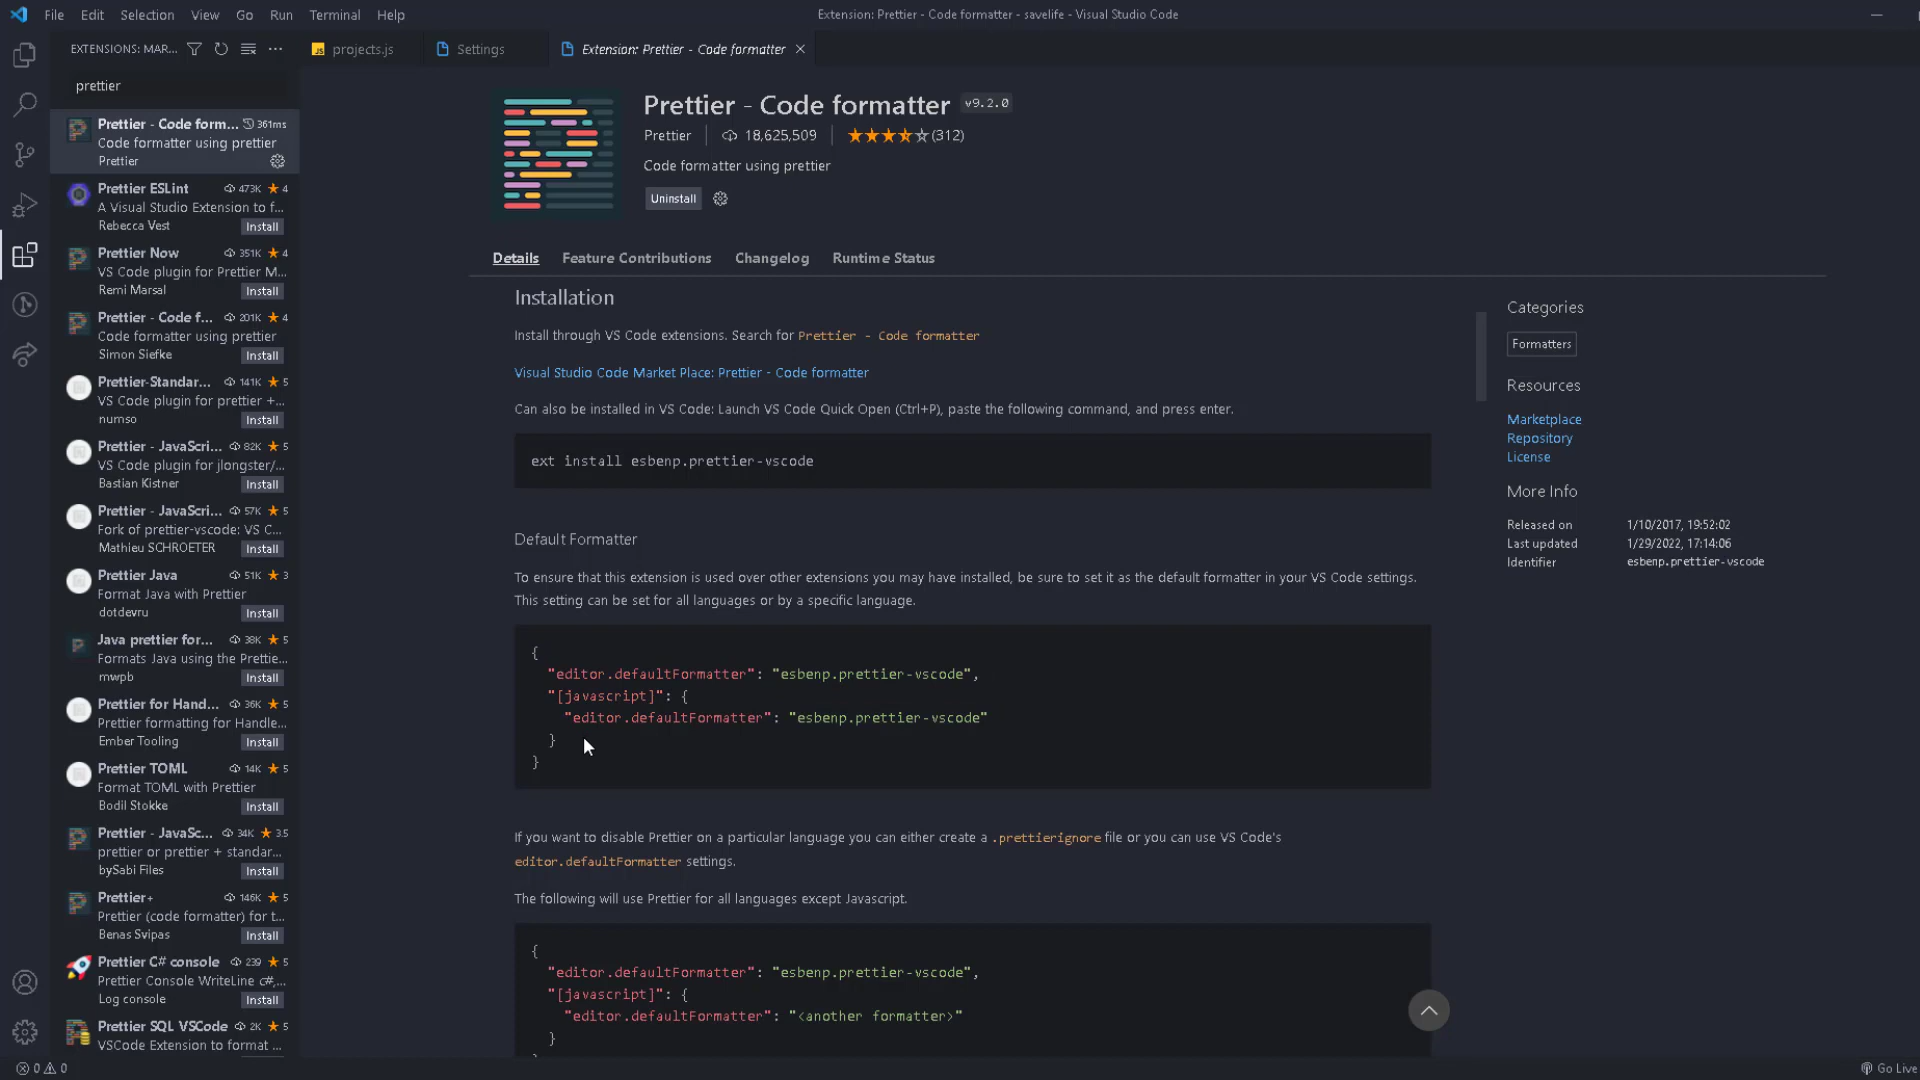 File Edit Selection View Go Run Terminal Help
Extension: Prettier - Code formatter - savelife - Visual Studio Code
EXTENSIONS: MAR...
projects.js
Settings
Extension: Prettier - Code formatter
prettier
Prettier - Code form... 361ms
Code formatter using prettier
Prettier
Prettier ESLint 473K 4
A Visual Studio Extension to f...
Rebecca Vest Install
Prettier Now 351K 4
VS Code plugin for Prettier M...
Remi Marsal Install
Prettier - Code f... 201K 4
Code formatter using prettier
Simon Siefke Install
Prettier-Standar... 141K 5
VS Code plugin for prettier +...
numso Install
Prettier - JavaScri... 82K 5
VS Code plugin for jlongster/...
Bastian Kistner Install
Prettier - JavaScri... 57K 5
Fork of prettier-vscode: VS C...
Mathieu SCHROETER Install
Prettier Java 51K 3
Format Java with Prettier
dotdevru Install
Java prettier for... 38K 5
Formats Java using the Prettie...
mwpb Install
Prettier for Hand... 36K 5
Prettier formatting for Handle...
Ember Tooling Install
Prettier TOML 14K 5
Format TOML with Prettier
Bodil Stokke Install
Prettier - JavaSc... 34K 3.5
prettier or prettier + standar...
bySabi Files Install
Prettier+ 146K 5
Prettier (code formatter) for t...
Benas Svipas Install
Prettier C# console 239 5
Prettier Console WriteLine c#,...
Log console Install
Prettier SQL VSCode 2K 5
VSCode Extension to format ...
Prettier - Code formatter v9.2.0
Prettier 18,625,509 (312)
Code formatter using prettier
Uninstall
Details Feature Contributions Changelog Runtime Status
Installation
Install through VS Code extensions. Search for Prettier - Code formatter
Visual Studio Code Market Place: Prettier - Code formatter
Can also be installed in VS Code: Launch VS Code Quick Open (Ctrl+P), paste the following command, and press enter.
ext install esbenp.prettier-vscode
Default Formatter
To ensure that this extension is used over other extensions you may have installed, be sure to set it as the default formatter in your VS Code settings.
This setting can be set for all languages or by a specific language.
{
"editor.defaultFormatter": "esbenp.prettier-vscode",
"[javascript]": {
"editor.defaultFormatter": "esbenp.prettier-vscode"
}
}
If you want to disable Prettier on a particular language you can either create a .prettierignore file or you can use VS Code's
editor.defaultFormatter settings.
The following will use Prettier for all languages except Javascript.
{
"editor.defaultFormatter": "esbenp.prettier-vscode",
"[javascript]": {
"editor.defaultFormatter": "<another formatter>"
}
Categories
Formatters
Resources
Marketplace
Repository
License
More Info
Released on 1/10/2017, 19:52:02
Last updated 1/29/2022, 17:14:06
Identifier esbenp.prettier-vscode
0 0
Go Live